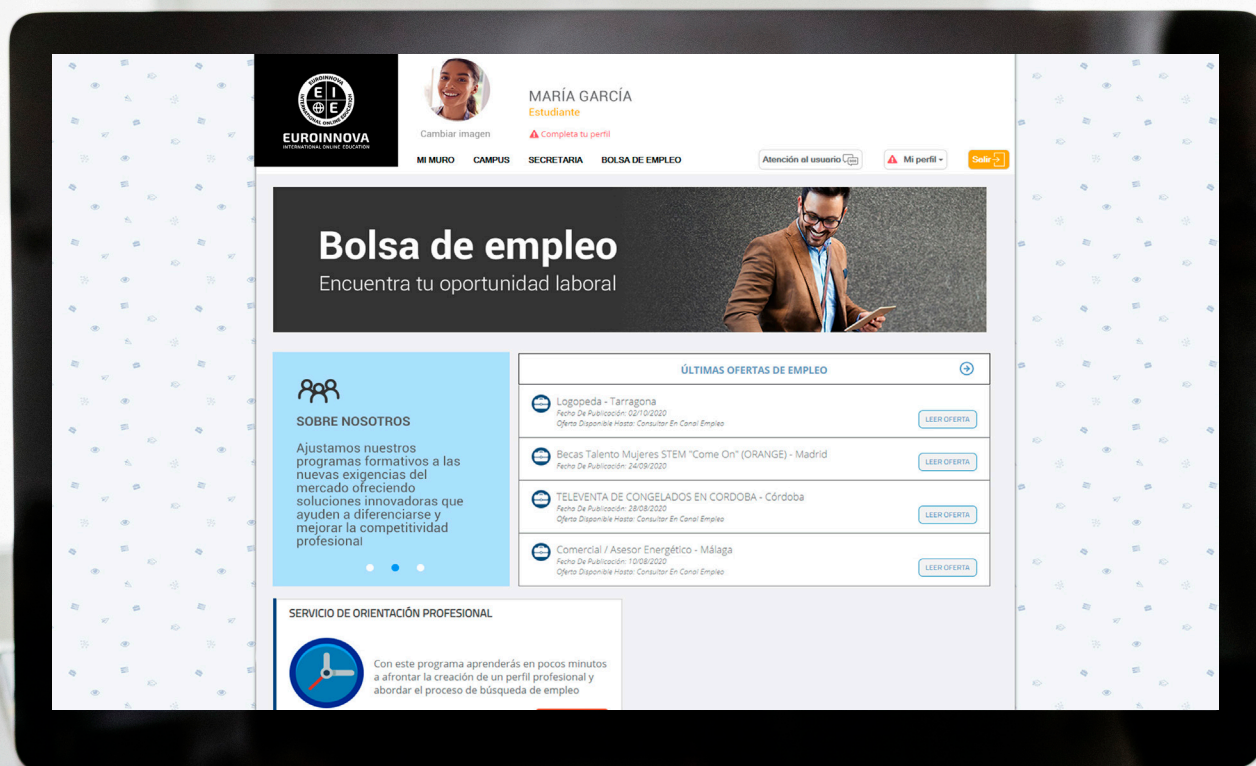 EIE
EUROINNOVA
INTERNATIONAL ONLINE EDUCATION
MARÍA GARCÍA
Estudiante
Cambiar imagen
Completa tu perfil
MI MURO CAMPUS SECRETARIA BOLSA DE EMPLEO
Atención al usuario
Mi perfil
Salir
Bolsa de empleo
Encuentra tu oportunidad laboral
SOBRE NOSOTROS
Ajustamos nuestros
programas formativos a las
nuevas exigencias del
mercado ofreciendo
soluciones innovadoras que
ayuden a diferenciarse y
mejorar la competitividad
profesional
ÚLTIMAS OFERTAS DE EMPLEO
Logopeda - Tarragona
Fecha De Publicación: 02/10/2020
Oferta Disponible Hasta: Consultar En Canal Empleo
LEER OFERTA
Becas Talento Mujeres STEM "Come On" (ORANGE) - Madrid
Fecha De Publicación: 24/09/2020
LEER OFERTA
TELEVENTA DE CONGELADOS EN CORDOBA - Córdoba
Fecha De Publicación: 28/08/2020
Oferta Disponible Hasta: Consultar En Canal Empleo
LEER OFERTA
Comercial / Asesor Energético - Málaga
Fecha De Publicación: 10/08/2020
Oferta Disponible Hasta: Consultar En Canal Empleo
LEER OFERTA
SERVICIO DE ORIENTACIÓN PROFESIONAL
Con este programa aprenderás en pocos minutos
a afrontar la creación de un perfil profesional y
abordar el proceso de búsqueda de empleo